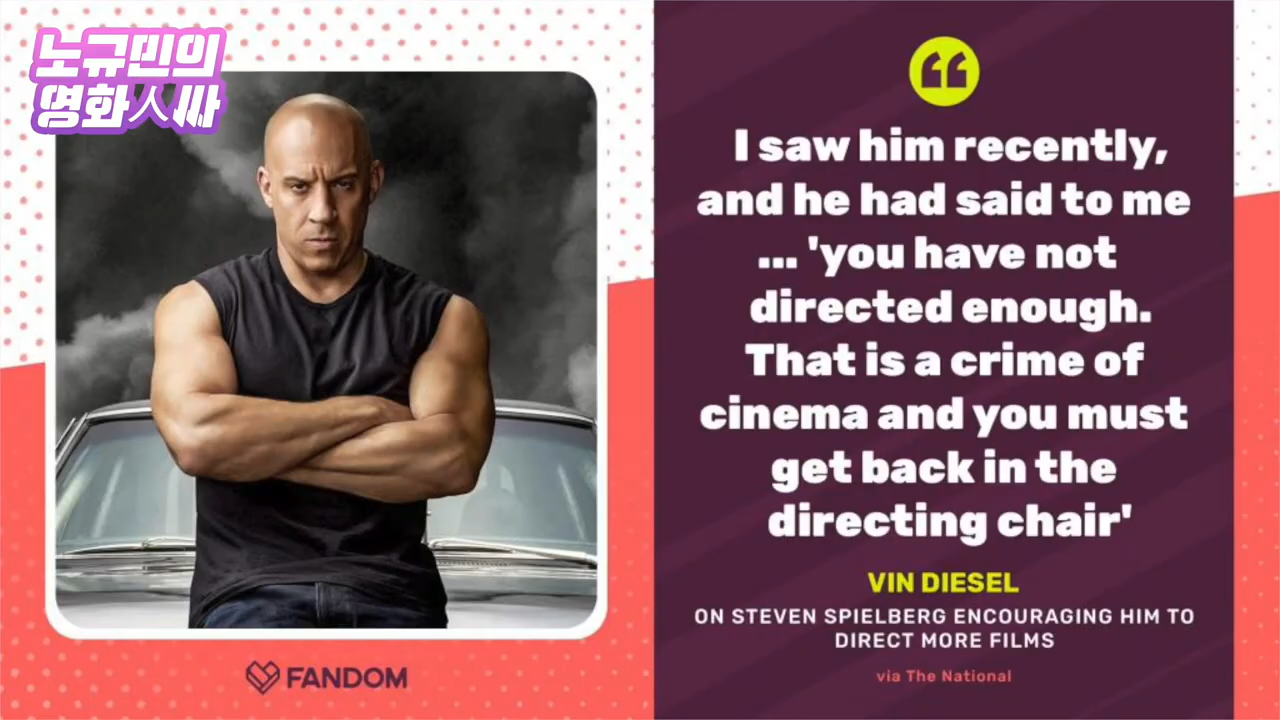 노규민의
영화人싸
I saw him recently,
and he had said to me
... 'you have not
directed enough.
That is a crime of
cinema and you must
get back in the
directing chair'
VIN DIESEL
ON STEVEN SPIELBERG ENCOURAGING HIM TO
DIRECT MORE FILMS
via The National
FANDOM